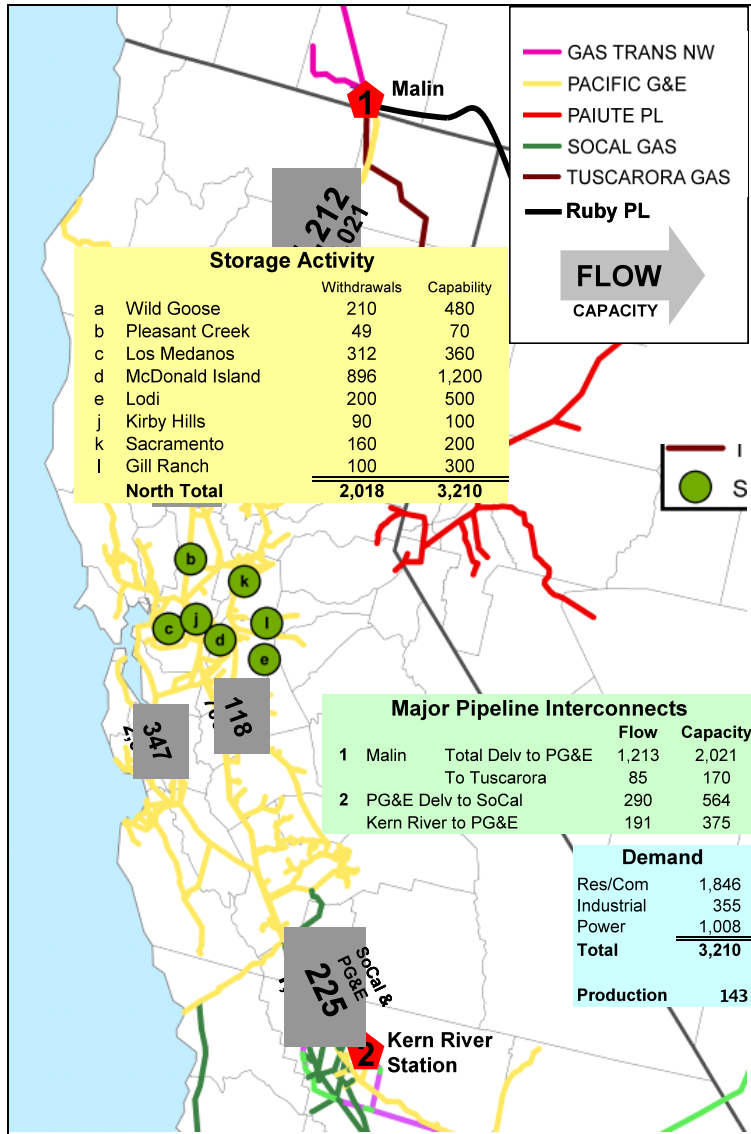 GAS TRANS NW
PACIFIC G&E
PAIUTE PL
SOCAL GAS
TUSCARORA GAS
Ruby PL
FLOW
CAPACITY
1 Malin
,212
021
Storage Activity
Withdrawals Capability
a Wild Goose 210 480
b Pleasant Creek 49 70
c Los Medanos 312 360
d McDonald Island 896 1,200
e Lodi 200 500
j Kirby Hills 90 100
k Sacramento 160 200
l Gill Ranch 100 300
North Total 2,018 3,210
S
b
k
j
l
c
d
e
118
347
Major Pipeline Interconnects
Flow Capacity
1 Malin Total Delv to PG&E 1,213 2,021
To Tuscarora 85 170
2 PG&E Delv to SoCal 290 564
Kern River to PG&E 191 375
Demand
Res/Com 1,846
Industrial 355
Power 1,008
Total 3,210
Production 143
225
SoCal &
PG&E
2 Kern River
Station